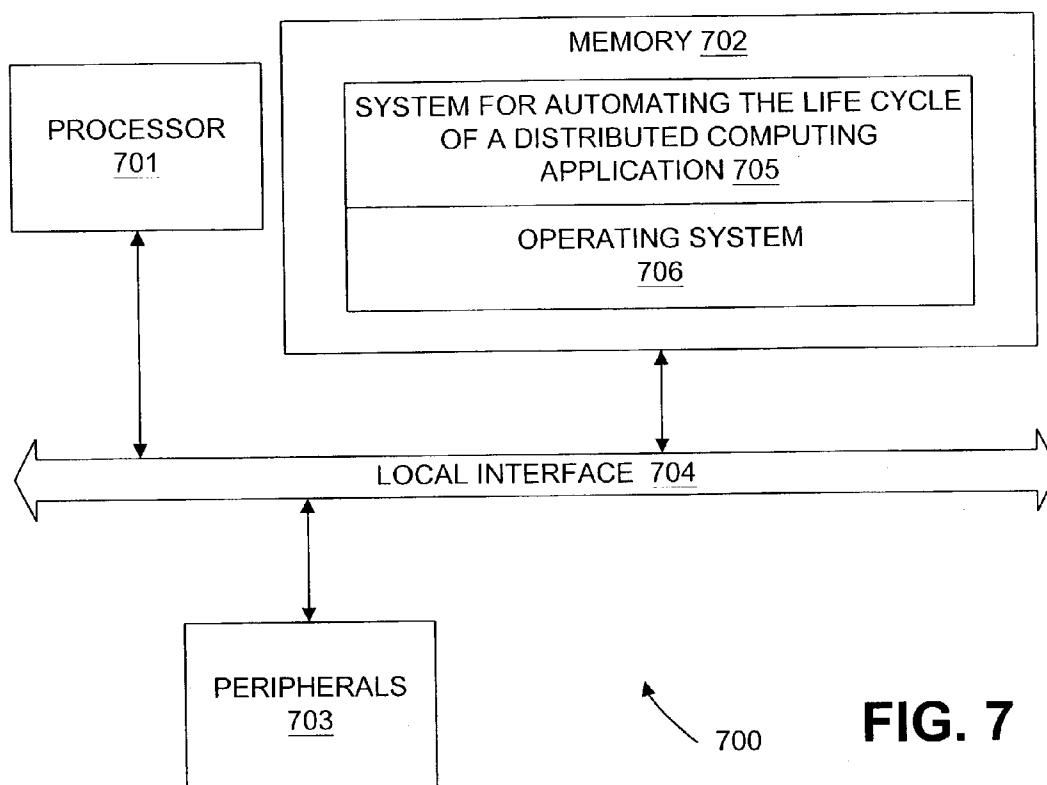 MEMORY 702
SYSTEM FOR AUTOMATING THE LIFE CYCLE
OF A DISTRIBUTED COMPUTING
APPLICATION 705
OPERATING SYSTEM
706
PROCESSOR
701
LOCAL INTERFACE 704
PERIPHERALS
703
700
FIG. 7